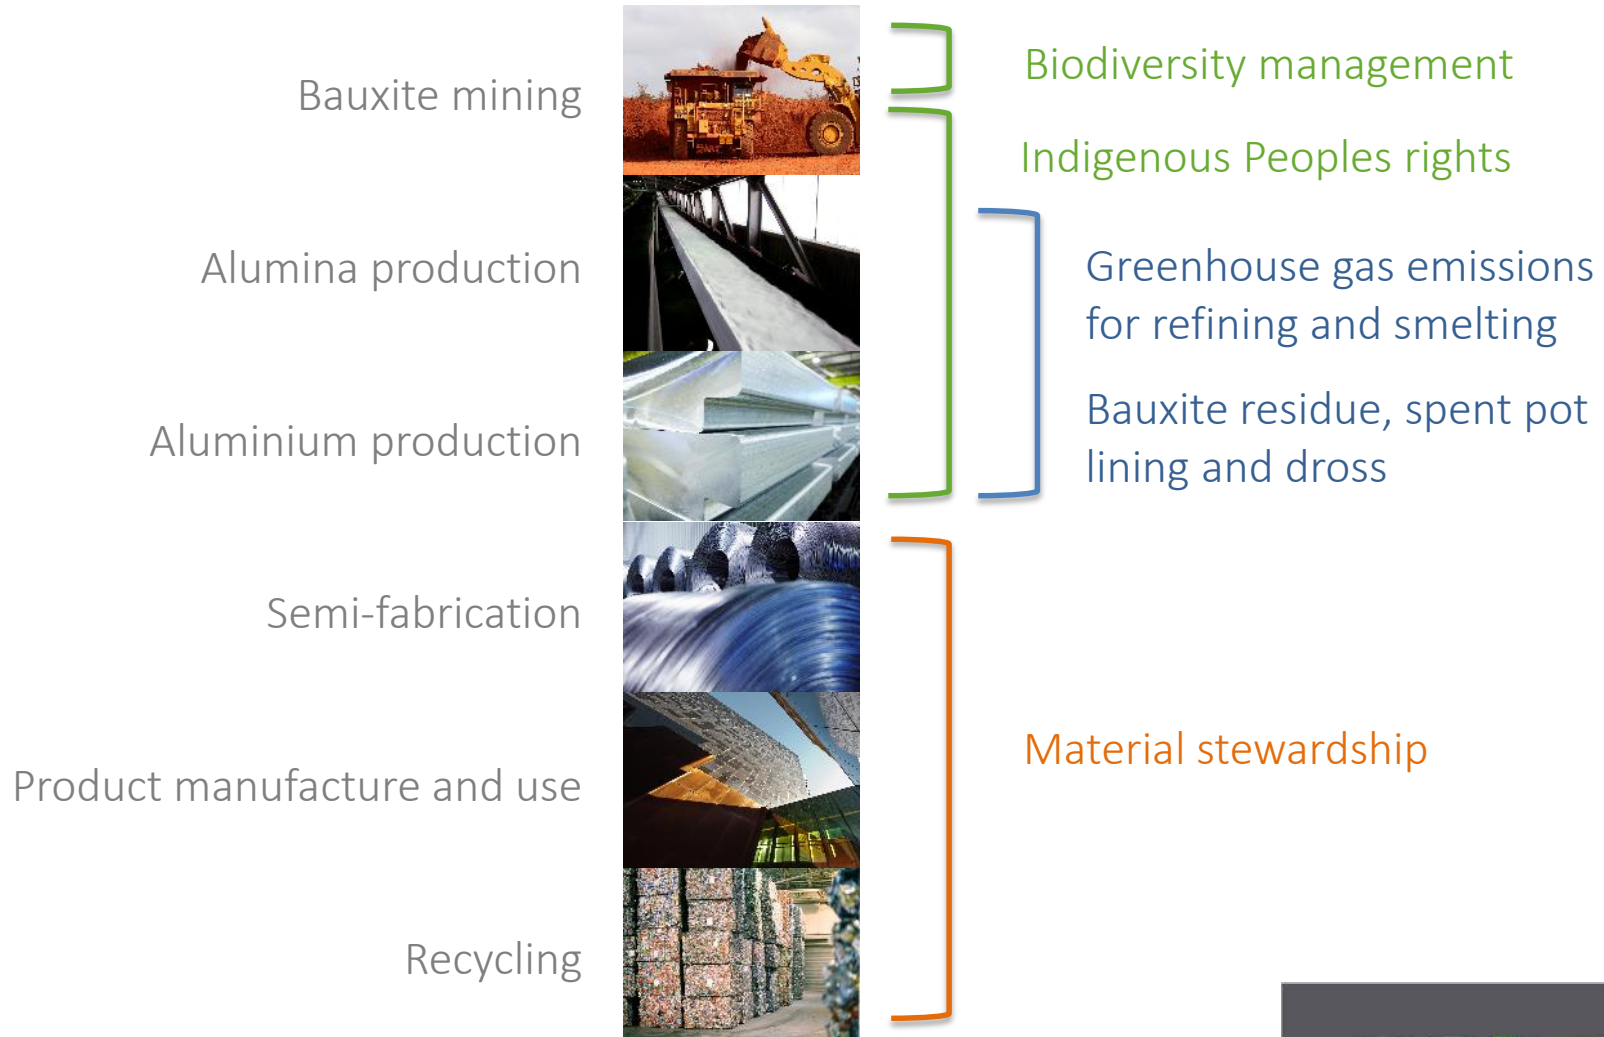 Bauxite mining
Biodiversity management
Indigenous Peoples rights
Alumina production
Greenhouse gas emissions
for refining and smelting
Aluminium production
Bauxite residue, spent pot
lining and dross
Semi-fabrication
Product manufacture and use
Material stewardship
Recycling